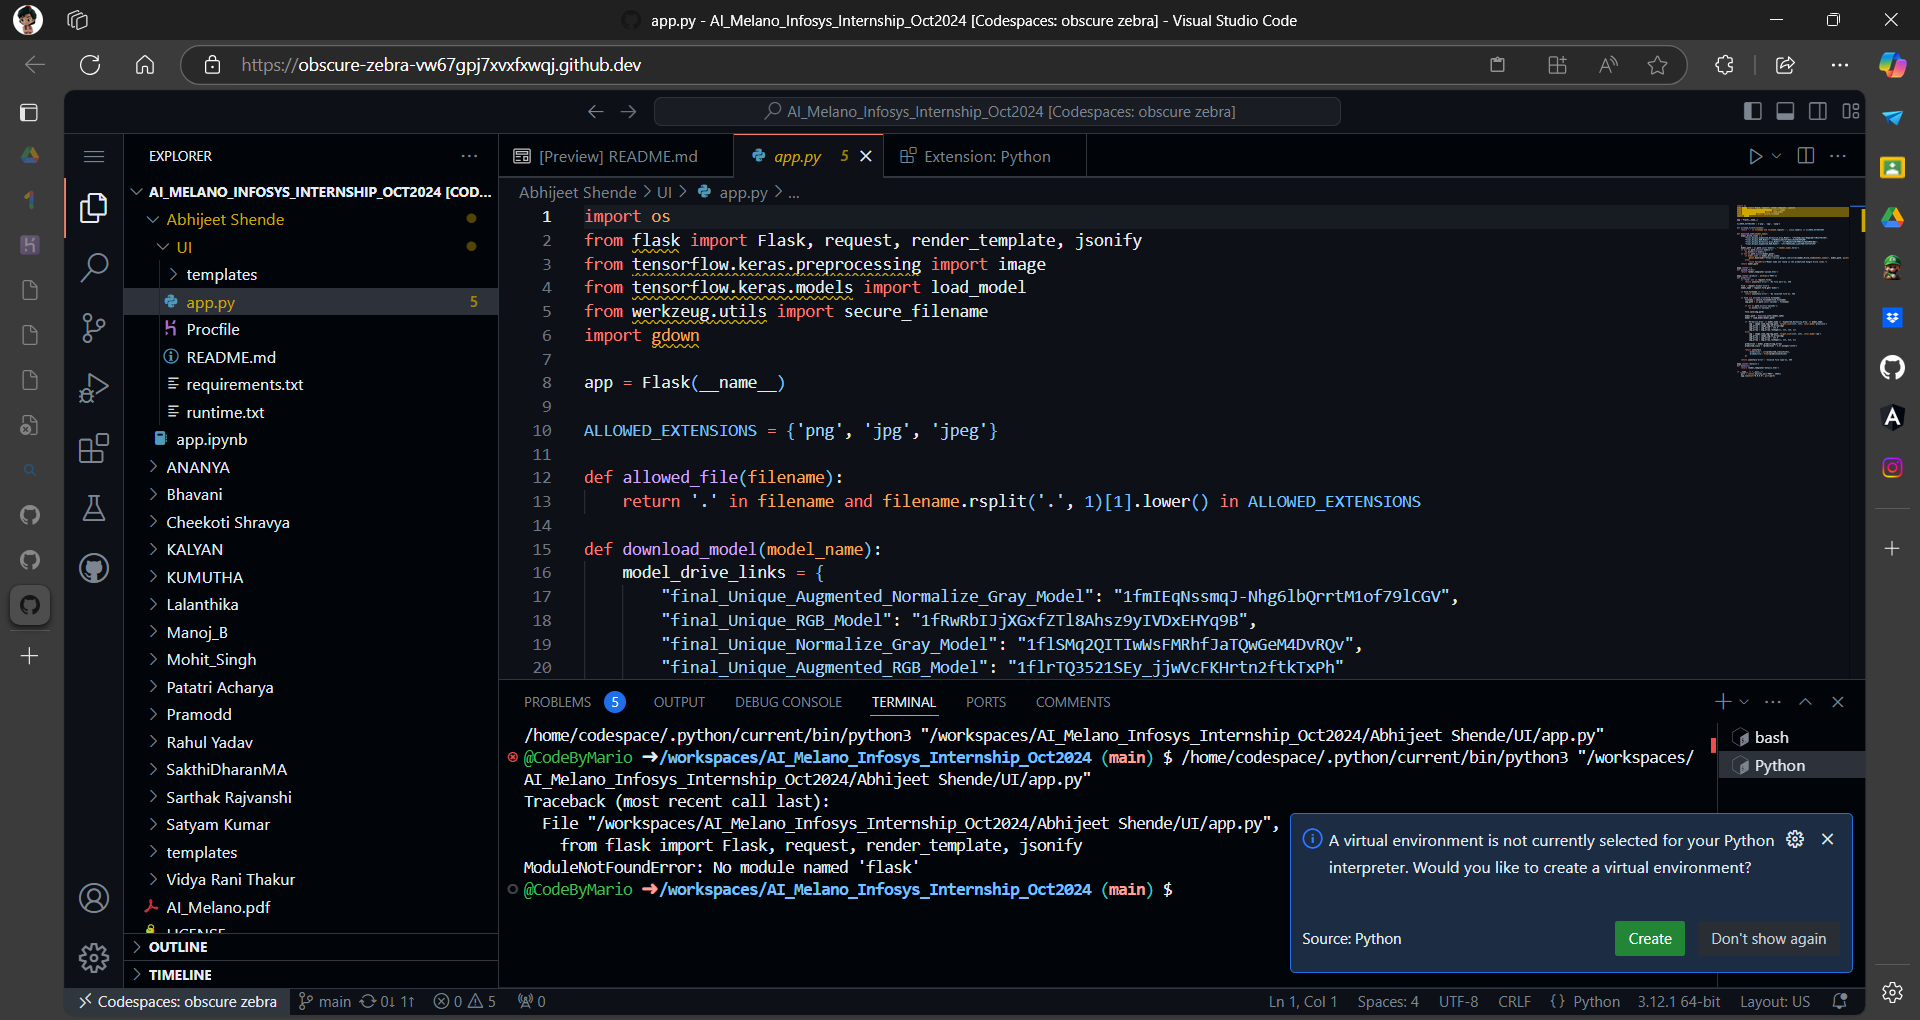 app.py - AI_Melano_Infosys_Internship_Oct2024 [Codespaces: obscure zebra] - Visual Studio Code
https://obscure-zebra-vw67gpj7xvxfxwqj.github.dev
AI_Melano_Infosys_Internship_Oct2024 [Codespaces: obscure zebra]
EXPLORER
AI_MELANO_INFOSYS_INTERNSHIP_OCT2024 [COD...
Abhijeet Shende
UI
templates
app.py 5
Procfile
README.md
requirements.txt
runtime.txt
app.ipynb
ANANYA
Bhavani
Cheekoti Shravya
KALYAN
KUMUTHA
Lalanthika
Manoj_B
Mohit_Singh
Patatri Acharya
Pramodd
Rahul Yadav
SakthiDharanMA
Sarthak Rajvanshi
Satyam Kumar
templates
Vidya Rani Thakur
AI_Melano.pdf
LICENSE
OUTLINE
TIMELINE
[Preview] README.md
app.py 5
Extension: Python
Abhijeet Shende > UI > app.py > ...
1 import os
2 from flask import Flask, request, render_template, jsonify
3 from tensorflow.keras.preprocessing import image
4 from tensorflow.keras.models import load_model
5 from werkzeug.utils import secure_filename
6 import gdown
7
8 app = Flask(__name__)
9
10 ALLOWED_EXTENSIONS = {'png', 'jpg', 'jpeg'}
11
12 def allowed_file(filename):
13 return '.' in filename and filename.rsplit('.', 1)[1].lower() in ALLOWED_EXTENSIONS
14
15 def download_model(model_name):
16 model_drive_links = {
17 "final_Unique_Augmented_Normalize_Gray_Model": "1fmIEqNssmqJ-Nhg6lbQrrtM1of79lCGV",
18 "final_Unique_RGB_Model": "1fRwRbIJjXGxfZTl8Ahsz9yIVDxEHYq9B",
19 "final_Unique_Normalize_Gray_Model": "1flSMq2QITIwWsFMRhfJaTQwGeM4DvRQv",
20 "final_Unique_Augmented_RGB_Model": "1flrTQ3521SEy_jjwVcFKHrtn2ftkTxPh"
PROBLEMS 5 OUTPUT DEBUG CONSOLE TERMINAL PORTS COMMENTS
/home/codespace/.python/current/bin/python3 "/workspaces/AI_Melano_Infosys_Internship_Oct2024/Abhijeet Shende/UI/app.py"
@CodeByMario ➜/workspaces/AI_Melano_Infosys_Internship_Oct2024 (main) $ /home/codespace/.python/current/bin/python3 "/workspaces/
AI_Melano_Infosys_Internship_Oct2024/Abhijeet Shende/UI/app.py"
Traceback (most recent call last):
File "/workspaces/AI_Melano_Infosys_Internship_Oct2024/Abhijeet Shende/UI/app.py",
from flask import Flask, request, render_template, jsonify
ModuleNotFoundError: No module named 'flask'
@CodeByMario ➜/workspaces/AI_Melano_Infosys_Internship_Oct2024 (main) $
bash
Python
A virtual environment is not currently selected for your Python
interpreter. Would you like to create a virtual environment?
Source: Python
Create
Don't show again
Codespaces: obscure zebra
main 0↓ 1↑
0 5
0
Ln 1, Col 1
Spaces: 4
UTF-8
CRLF
{} Python
3.12.1 64-bit
Layout: US